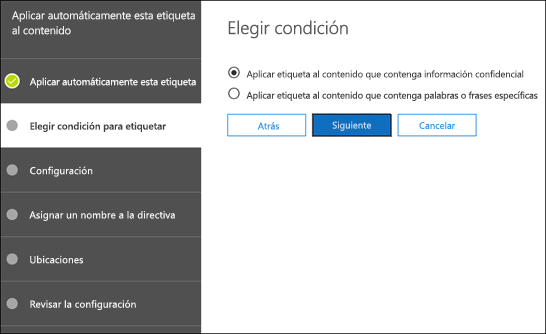 Aplicar automáticamente esta etiqueta
al contenido
Aplicar automáticamente esta etiqueta
Elegir condición para etiquetar
Configuración
Asignar un nombre a la directiva
Ubicaciones
Revisar la configuración
Elegir condición
Aplicar etiqueta al contenido que contenga información confidencial
Aplicar etiqueta al contenido que contenga palabras o frases específicas
Atrás
Siguiente
Cancelar